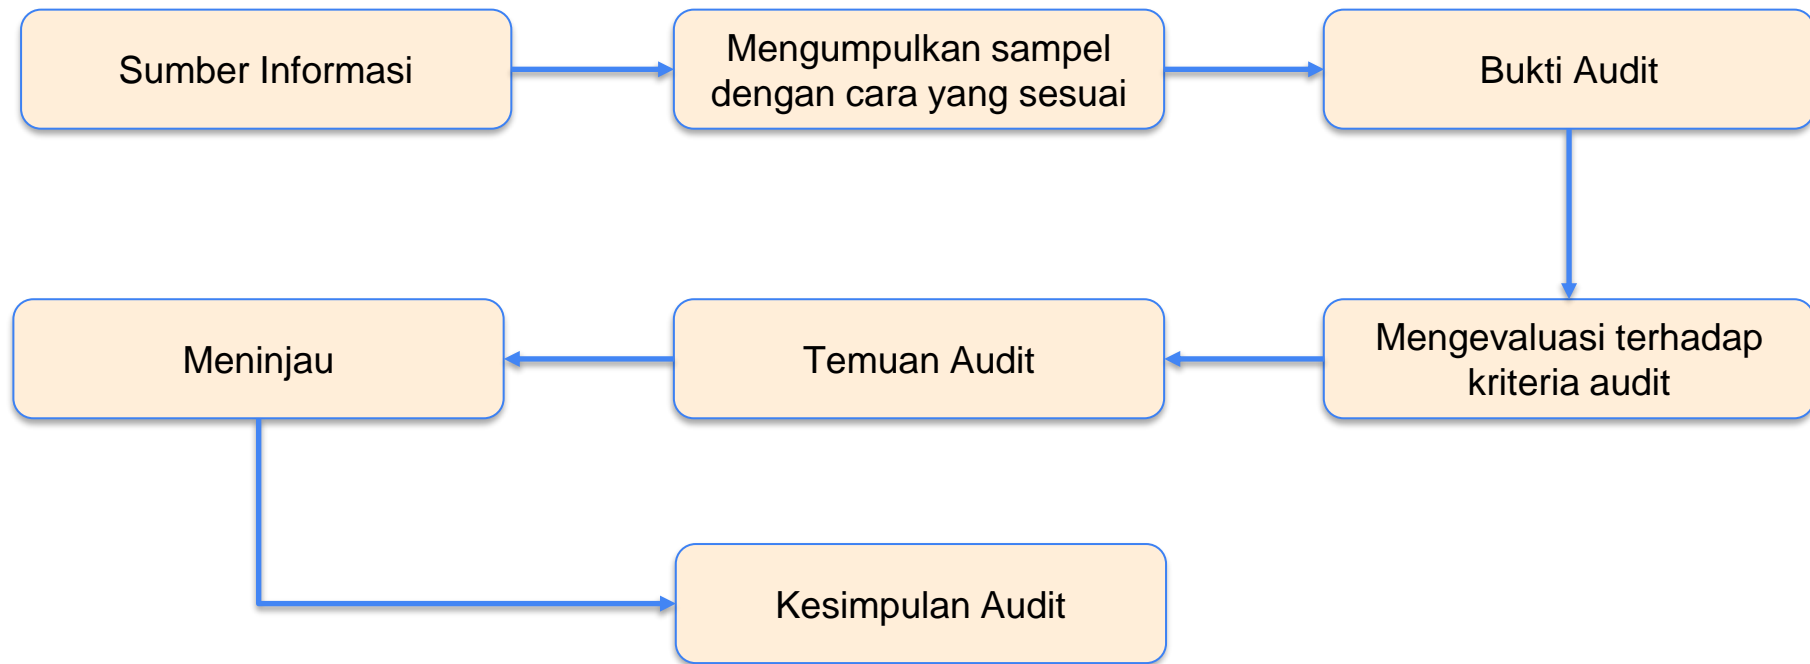 Sumber Informasi
Mengumpulkan sampel
dengan cara yang sesuai
Bukti Audit
Mengevaluasi terhadap
kriteria audit
Temuan Audit
Meninjau
Kesimpulan Audit